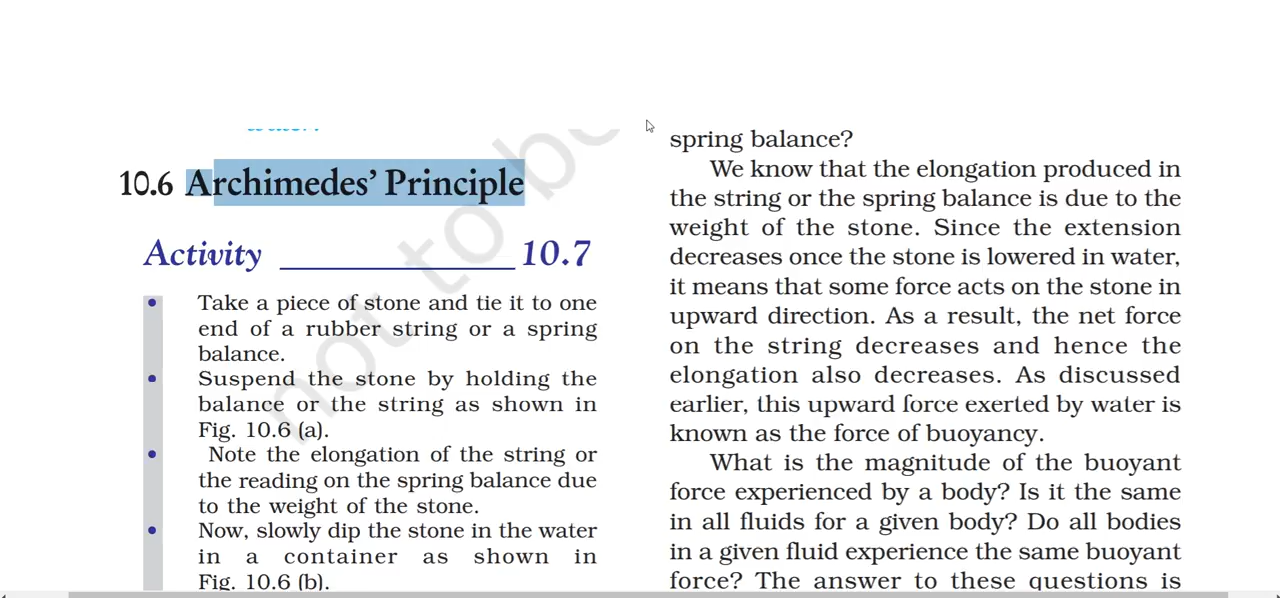 10.6 Archimedes’ Principle
Activity ______________ 10.7
• Take a piece of stone and tie it to one
end of a rubber string or a spring
balance.
• Suspend the stone by holding the
balance or the string as shown in
Fig. 10.6 (a).
• Note the elongation of the string or
the reading on the spring balance due
to the weight of the stone.
• Now, slowly dip the stone in the water
in a container as shown in
Fig. 10.6 (b).
not to be
spring balance?
We know that the elongation produced in
the string or the spring balance is due to the
weight of the stone. Since the extension
decreases once the stone is lowered in water,
it means that some force acts on the stone in
upward direction. As a result, the net force
on the string decreases and hence the
elongation also decreases. As discussed
earlier, this upward force exerted by water is
known as the force of buoyancy.
What is the magnitude of the buoyant
force experienced by a body? Is it the same
in all fluids for a given body? Do all bodies
in a given fluid experience the same buoyant
force? The answer to these questions is